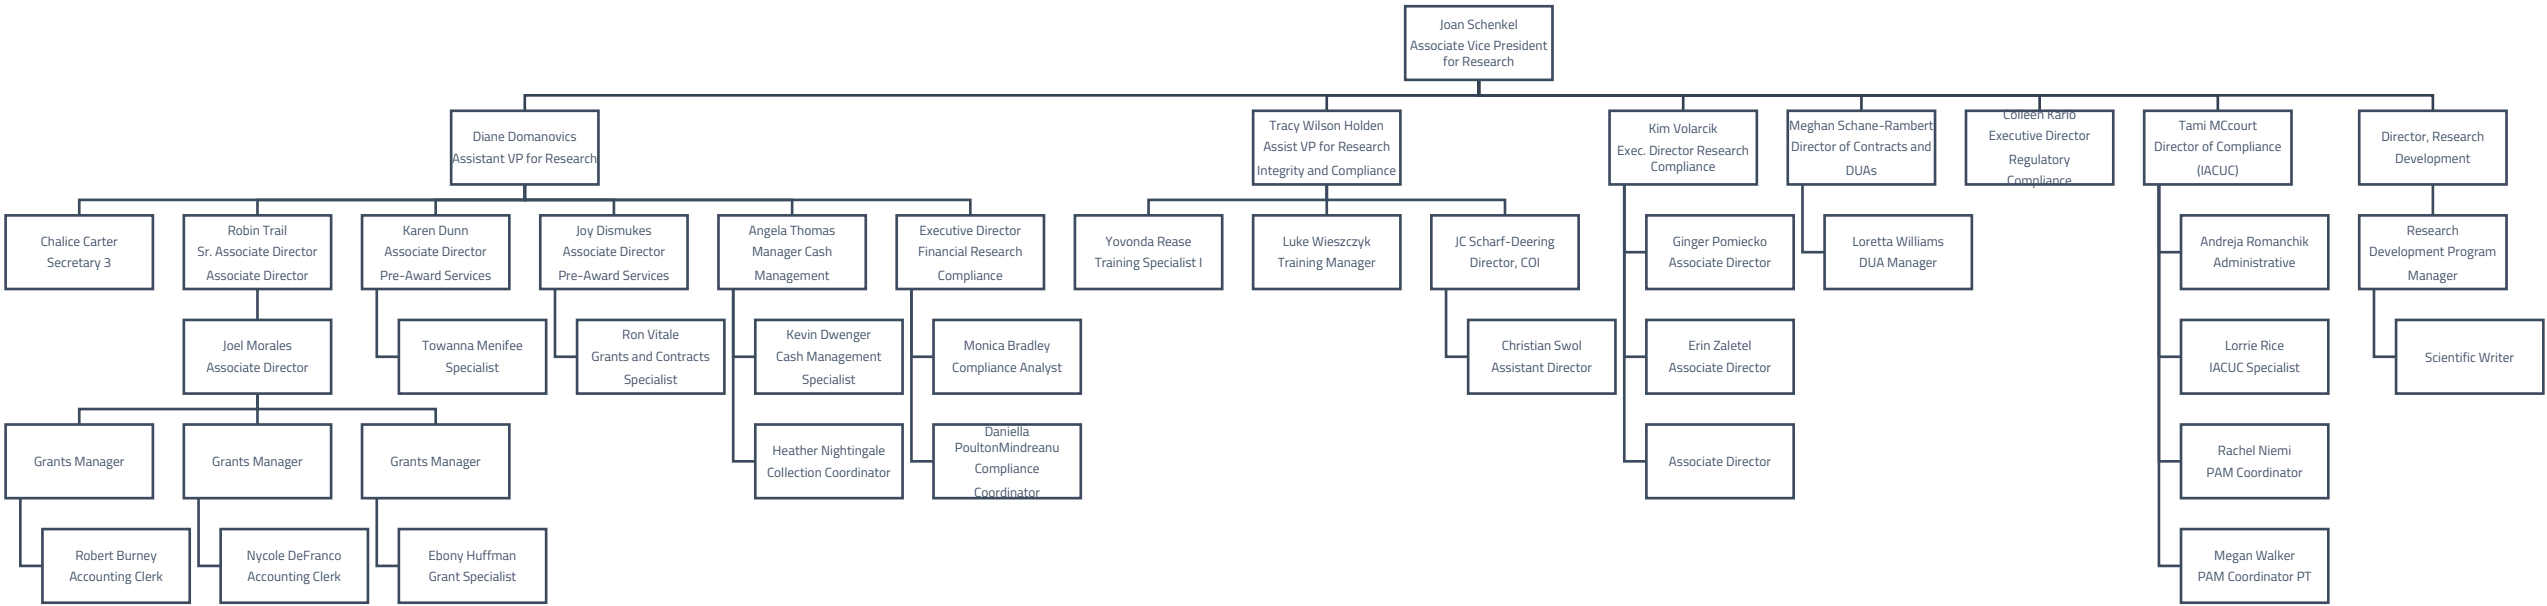 Joan Schenkel
Associate Vice President
for Research
Diane Domanovics
Assistant VP for Research
Tracy Wilson Holden
Assist VP for Research
Integrity and Compliance
Kim Volarcik
Exec. Director Research
Compliance
Meghan Schane-Rambert
Director of Contracts and
DUAs
Colleen Karlo
Executive Director
Regulatory
Compliance
Tami MCcourt
Director of Compliance
(IACUC)
Director, Research
Development
Chalice Carter
Secretary 3
Robin Trail
Sr. Associate Director
Associate Director
Karen Dunn
Associate Director
Pre-Award Services
Joy Dismukes
Associate Director
Pre-Award Services
Angela Thomas
Manager Cash
Management
Executive Director
Financial Research
Compliance
Yovonda Rease
Training Specialist I
Luke Wieszczyk
Training Manager
JC Scharf-Deering
Director, COI
Ginger Pomiecko
Associate Director
Loretta Williams
DUA Manager
Andreja Romanchik
Administrative
Research
Development Program
Manager
Joel Morales
Associate Director
Towanna Menifee
Specialist
Ron Vitale
Grants and Contracts
Specialist
Kevin Dwenger
Cash Management
Specialist
Monica Bradley
Compliance Analyst
Christian Swol
Assistant Director
Erin Zaletel
Associate Director
Lorrie Rice
IACUC Specialist
Scientific Writer
Grants Manager
Grants Manager
Grants Manager
Heather Nightingale
Collection Coordinator
Daniella
PoultonMindreanu
Compliance
Coordinator
Associate Director
Rachel Niemi
PAM Coordinator
Robert Burney
Accounting Clerk
Nycole DeFranco
Accounting Clerk
Ebony Huffman
Grant Specialist
Megan Walker
PAM Coordinator PT